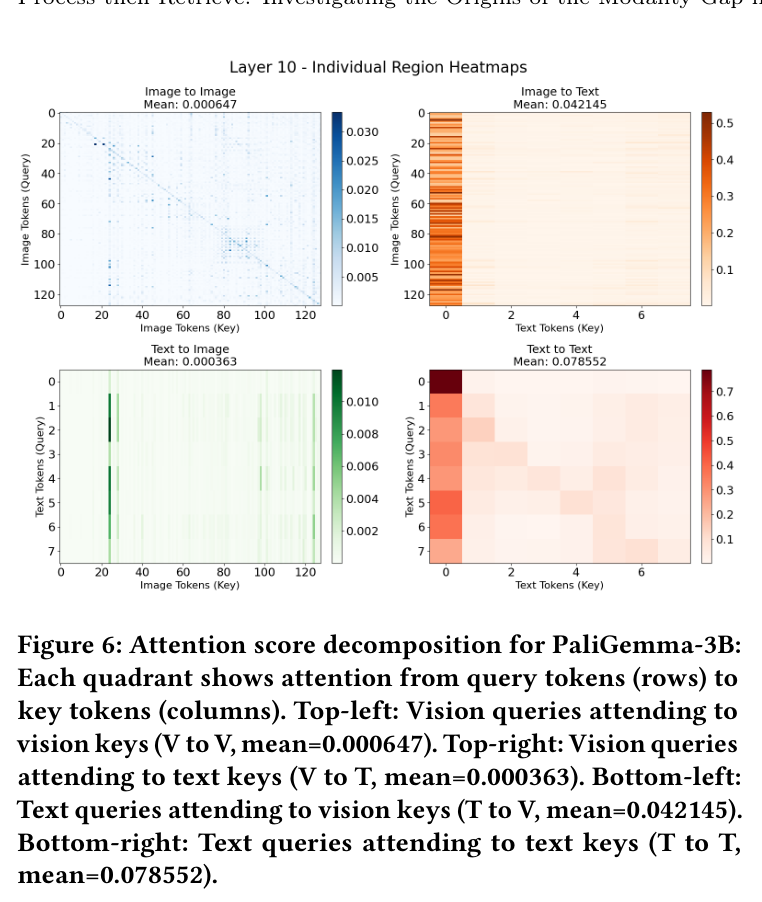 Process then Retrieve: Investigating the Origins of the Modality Gap
Layer 10 - Individual Region Heatmaps
Image to Image
Mean: 0.000647
Image Tokens (Query)
0
20
40
60
80
100
120
0 20 40 60 80 100 120
Image Tokens (Key)
0.030
0.025
0.020
0.015
0.010
0.005
Image to Text
Mean: 0.042145
Image Tokens (Query)
0
20
40
60
80
100
120
0 2 4 6
Text Tokens (Key)
0.5
0.4
0.3
0.2
0.1
Text to Image
Mean: 0.000363
Text Tokens (Query)
0
1
2
3
4
5
6
7
0 20 40 60 80 100 120
Image Tokens (Key)
0.010
0.008
0.006
0.004
0.002
Text to Text
Mean: 0.078552
Text Tokens (Query)
0
1
2
3
4
5
6
7
0 2 4 6
Text Tokens (Key)
0.7
0.6
0.5
0.4
0.3
0.2
0.1
Figure 6: Attention score decomposition for PaliGemma-3B:
Each quadrant shows attention from query tokens (rows) to
key tokens (columns). Top-left: Vision queries attending to
vision keys (V to V, mean=0.000647). Top-right: Vision queries
attending to text keys (V to T, mean=0.000363). Bottom-left:
Text queries attending to vision keys (T to V, mean=0.042145).
Bottom-right: Text queries attending to text keys (T to T,
mean=0.078552).